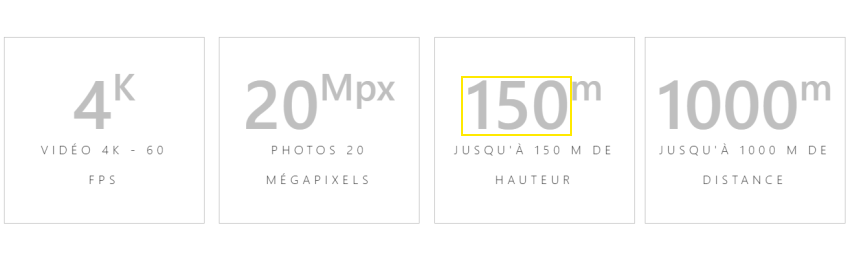 4K
VIDÉO 4K - 60
FPS
20Mpx
PHOTOS 20
MÉGAPIXELS
150m
JUSQU'À 150 M DE
HAUTEUR
1000m
JUSQU'À 1000 M DE
DISTANCE